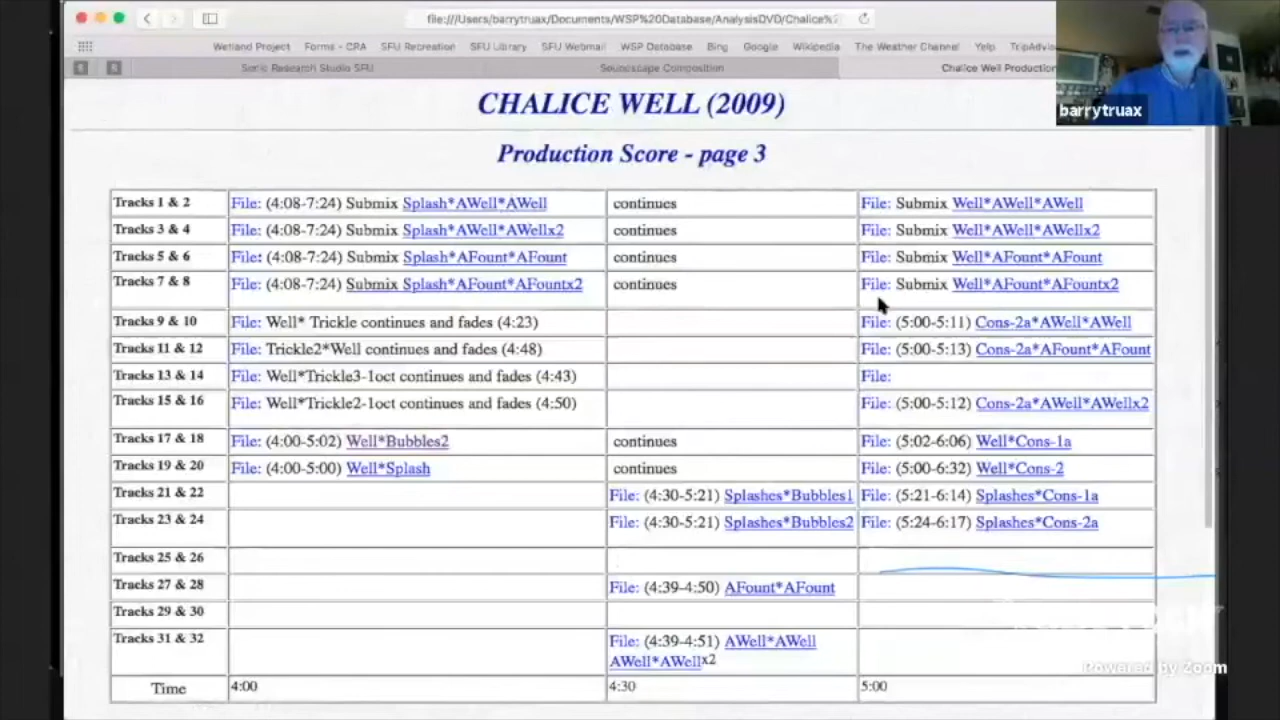 file:///Users/barrytruax/Documents/WSP%20Database/AnalysisDVD/Chalice%2
Wetland Project Forms - CRA SFU Recreation SFU Library SFU Webmail WSP Database Bing Google Wikipedia The Weather Channel Yelp TripAdvis
Sonic Research Studio SFU Soundscape Composition Chalice Well Production
barrytruax
CHALICE WELL (2009)
Production Score - page 3
Tracks 1 & 2 File: (4:08-7:24) Submix Splash*AWell*AWell continues File: Submix Well*AWell*AWell
Tracks 3 & 4 File: (4:08-7:24) Submix Splash*AWell*AWellx2 continues File: Submix Well*AWell*AWellx2
Tracks 5 & 6 File: (4:08-7:24) Submix Splash*AFount*AFount continues File: Submix Well*AFount*AFount
Tracks 7 & 8 File: (4:08-7:24) Submix Splash*AFount*AFountx2 continues File: Submix Well*AFount*AFountx2
Tracks 9 & 10 File: Well* Trickle continues and fades (4:23) File: (5:00-5:11) Cons-2a*AWell*AWell
Tracks 11 & 12 File: Trickle2*Well continues and fades (4:48) File: (5:00-5:13) Cons-2a*AFount*AFount
Tracks 13 & 14 File: Well*Trickle3-1oct continues and fades (4:43) File:
Tracks 15 & 16 File: Well*Trickle2-1oct continues and fades (4:50) File: (5:00-5:12) Cons-2a*AWell*AWellx2
Tracks 17 & 18 File: (4:00-5:02) Well*Bubbles2 continues File: (5:02-6:06) Well*Cons-1a
Tracks 19 & 20 File: (4:00-5:00) Well*Splash continues File: (5:00-6:32) Well*Cons-2
Tracks 21 & 22 File: (4:30-5:21) Splashes*Bubbles1 File: (5:21-6:14) Splashes*Cons-1a
Tracks 23 & 24 File: (4:30-5:21) Splashes*Bubbles2 File: (5:24-6:17) Splashes*Cons-2a
Tracks 25 & 26
Tracks 27 & 28 File: (4:39-4:50) AFount*AFount
Tracks 29 & 30
Tracks 31 & 32 File: (4:39-4:51) AWell*AWell
AWell*AWellx2
Powered by Zoom
Time 4:00 4:30 5:00